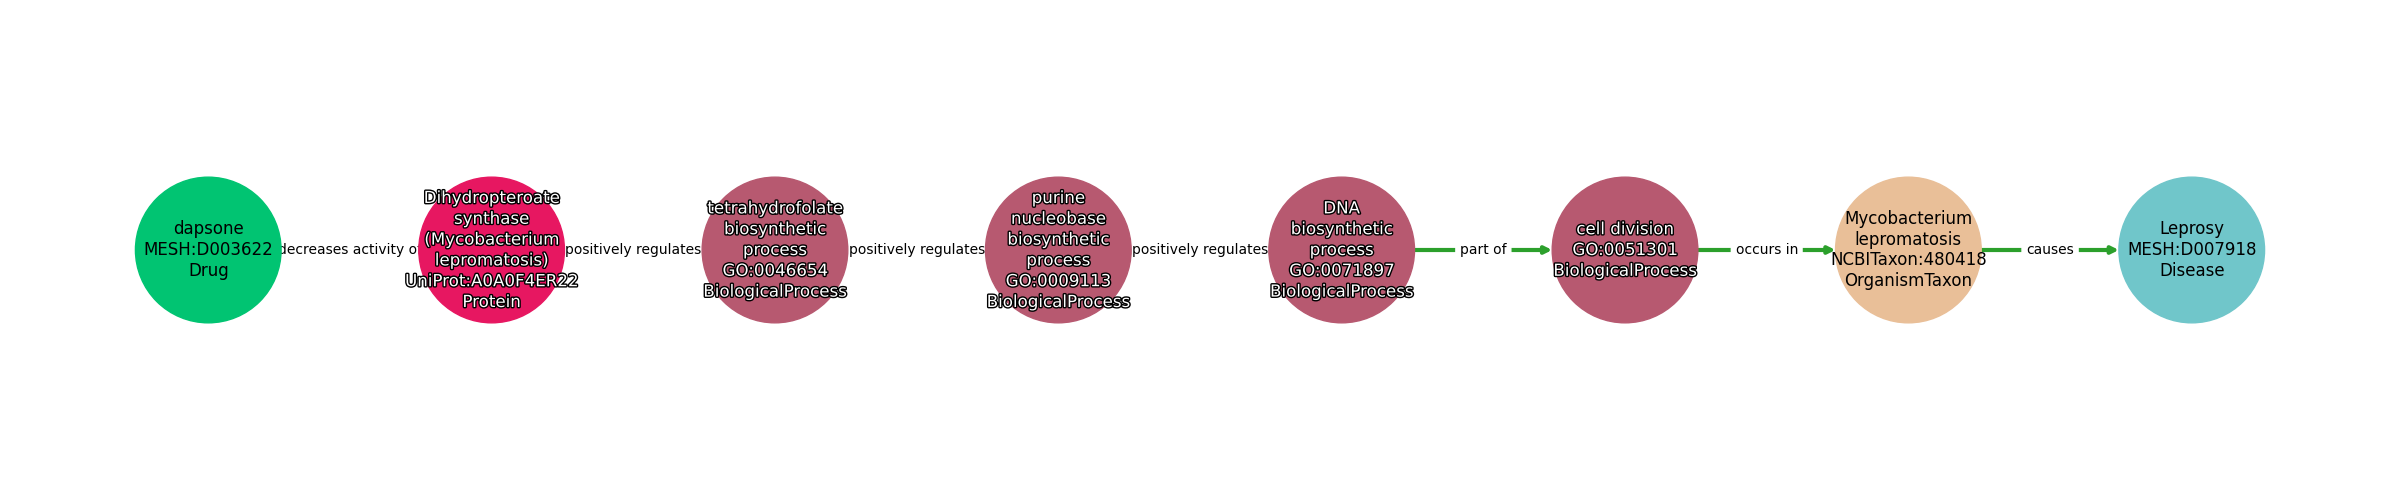 dapsone
MESH:D003622
Drug
decreases activity of
Dihydropteroate
synthase
(Mycobacterium
lepromatosis)
UniProt:A0A0F4ER22
Protein
positively regulates
tetrahydrofolate
biosynthetic
process
GO:0046654
BiologicalProcess
positively regulates
purine
nucleobase
biosynthetic
process
GO:0009113
BiologicalProcess
positively regulates
DNA
biosynthetic
process
GO:0071897
BiologicalProcess
part of
cell division
GO:0051301
BiologicalProcess
occurs in
Mycobacterium
lepromatosis
NCBITaxon:480418
OrganismTaxon
causes
Leprosy
MESH:D007918
Disease